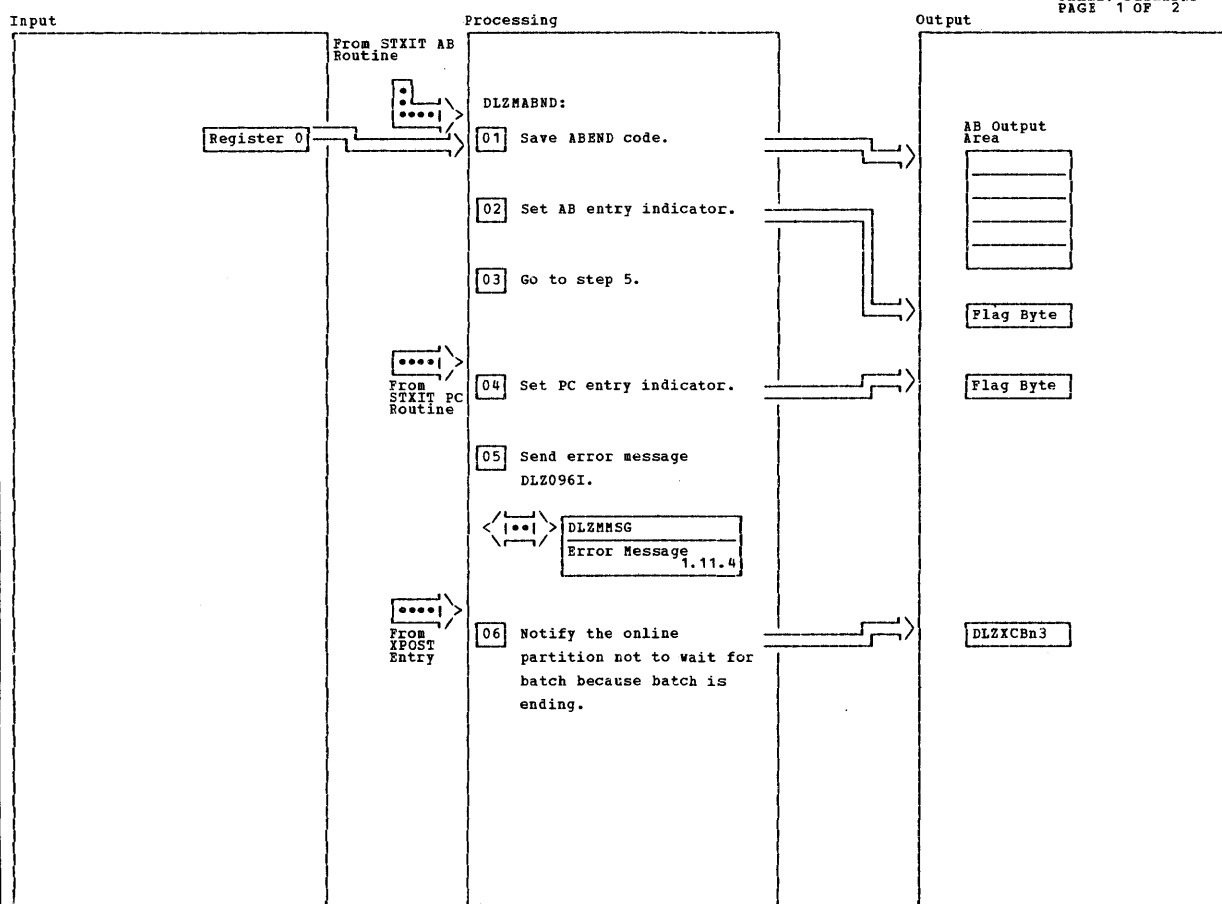 PAGE 1 OF 2
Input
Processing
Output
From STXIT AB
Routine
DLZMABND:
Register 0
01 Save ABEND code.
AB Output
Area
02 Set AB entry indicator.
03 Go to step 5.
Flag Byte
From
STXIT PC
Routine
04 Set PC entry indicator.
Flag Byte
05 Send error message
DLZ096I.
DLZMMSG
Error Message
1.11.4
From
XPOST
Entry
06 Notify the online
partition not to wait for
batch because batch is
ending.
DLZXCBn3